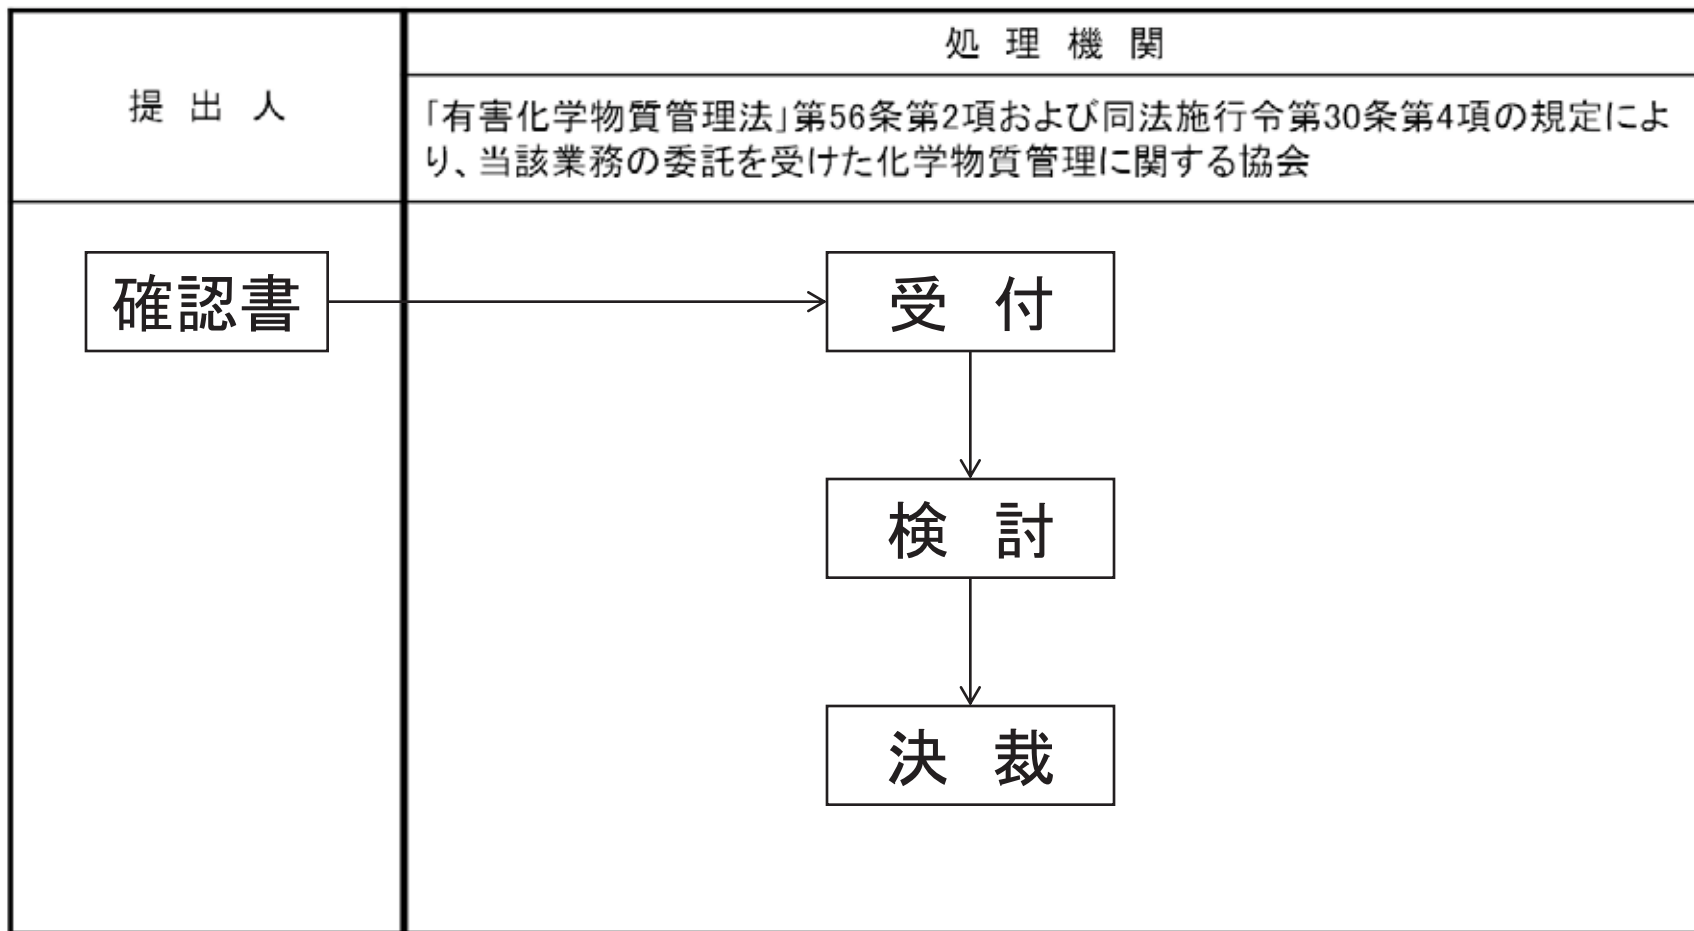 提 出 人
処 理 機 関
「有害化学物質管理法」第56条第2項および同法施行令第30条第4項の規定によ
り、当該業務の委託を受けた化学物質管理に関する協会
確認書
受 付
検 討
決 裁